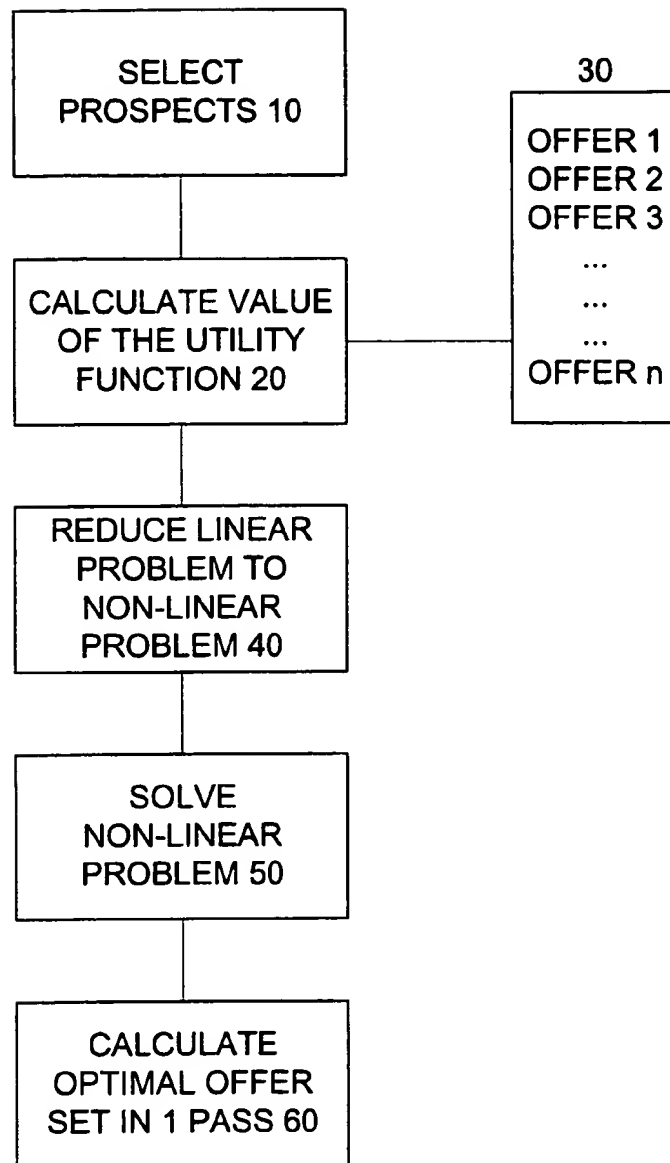 SELECT
PROSPECTS 10
30
OFFER 1
OFFER 2
OFFER 3
...
...
...
OFFER n
CALCULATE VALUE
OF THE UTILITY
FUNCTION 20
REDUCE LINEAR
PROBLEM TO
NON-LINEAR
PROBLEM 40
SOLVE
NON-LINEAR
PROBLEM 50
CALCULATE
OPTIMAL OFFER
SET IN 1 PASS 60